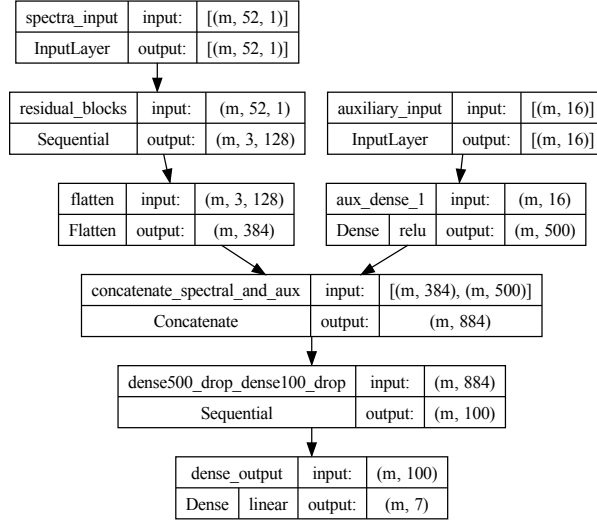 spectra_input input: [(m, 52, 1)]
InputLayer output: [(m, 52, 1)]
residual_blocks input: (m, 52, 1)
Sequential output: (m, 3, 128)
auxiliary_input input: [(m, 16)]
InputLayer output: [(m, 16)]
flatten input: (m, 3, 128)
Flatten output: (m, 384)
aux_dense_1 input: (m, 16)
Dense relu output: (m, 500)
concatenate_spectral_and_aux input: [(m, 384), (m, 500)]
Concatenate output: (m, 884)
dense500_drop_dense100_drop input: (m, 884)
Sequential output: (m, 100)
dense_output input: (m, 100)
Dense linear output: (m, 7)